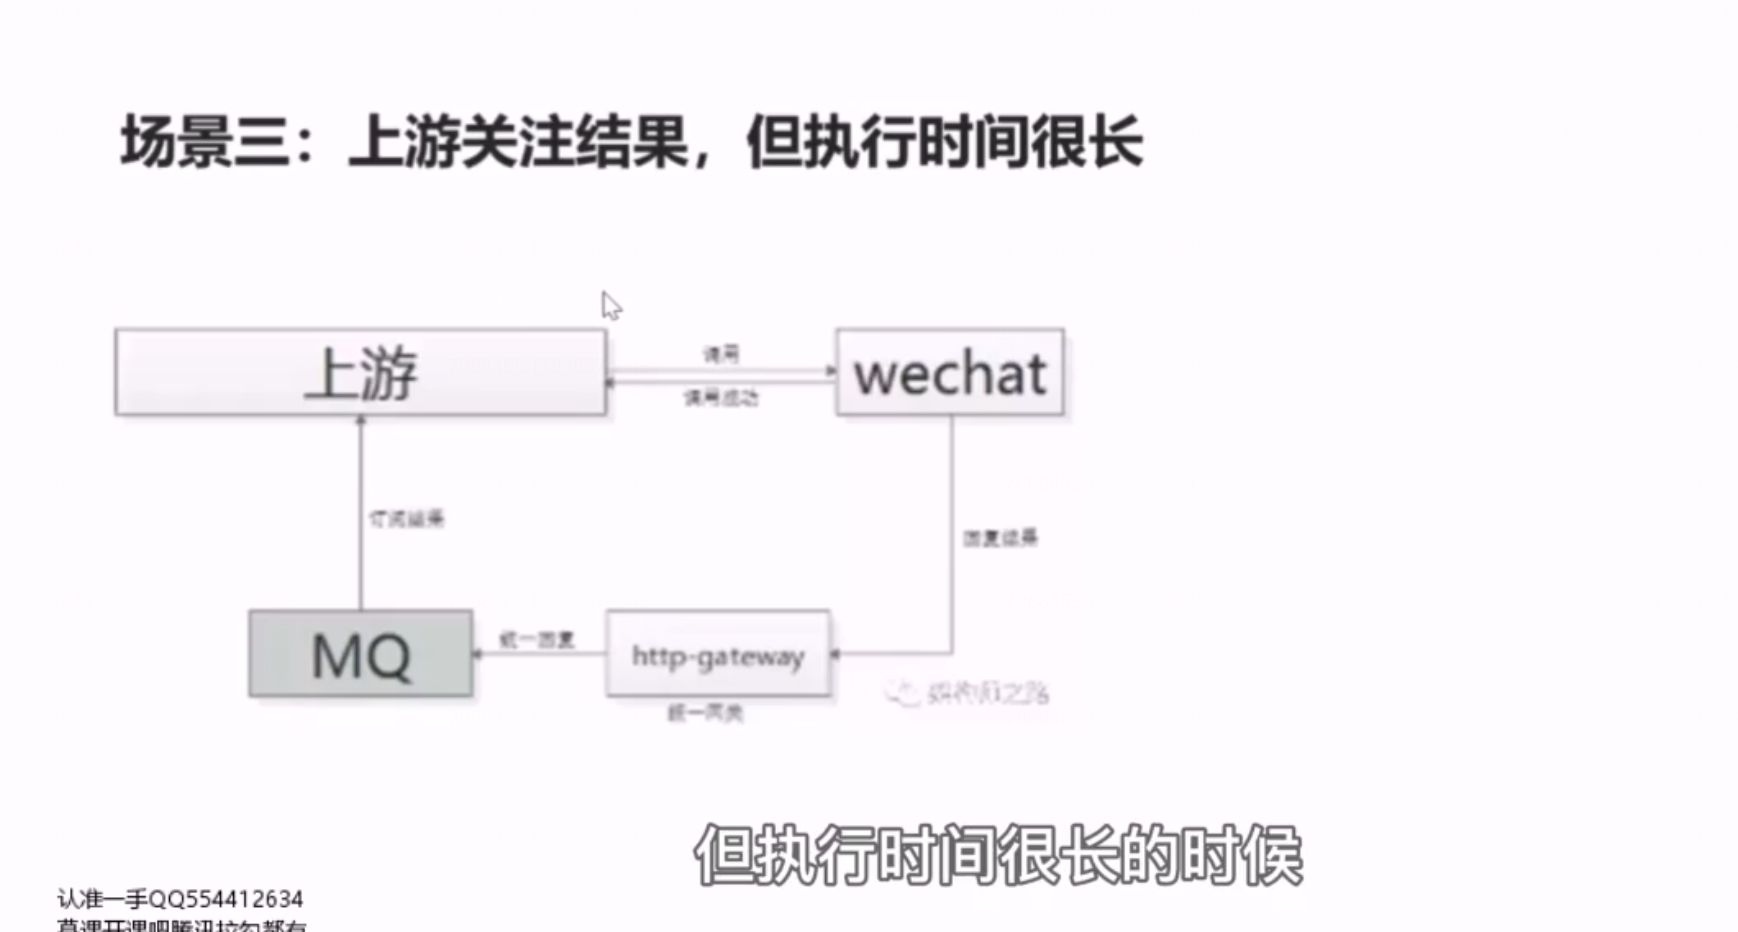 场景三：上游关注结果，但执行时间很长
上游
调用
调用成功
wechat
订阅结果
回复结果
MQ
统一回复
http-gateway
统一网关
架构师之路
但执行时间很长的时候
认准一手QQ554412634